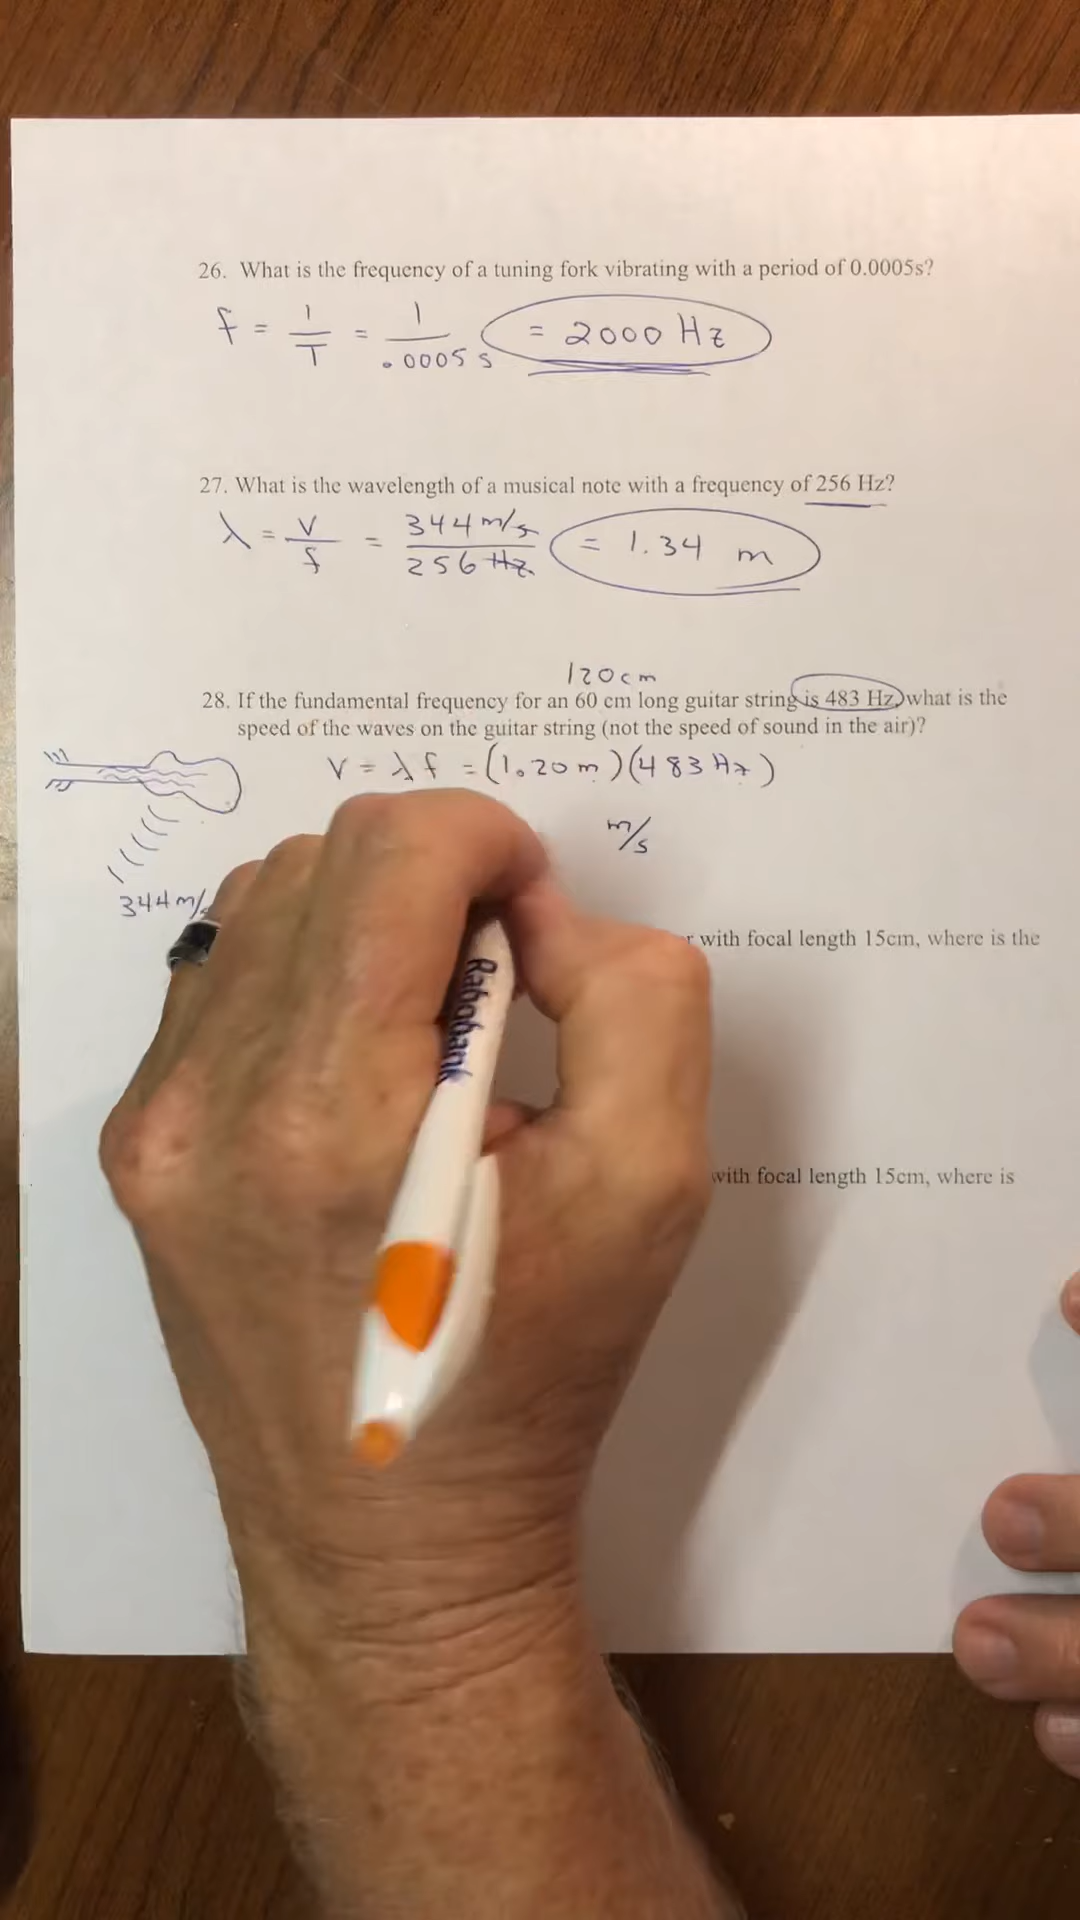 26. What is the frequency of a tuning fork vibrating with a period of 0.0005s?
f = 1/T = 1/.0005 s = 2000 Hz
27. What is the wavelength of a musical note with a frequency of 256 Hz?
λ = v/f = 344 m/s / 256 Hz = 1.34 m
120cm
28. If the fundamental frequency for an 60 cm long guitar string is 483 Hz, what is the
speed of the waves on the guitar string (not the speed of sound in the air)?
V = λ f = (1.20 m)(483 Hz)
m/s
344 m/s
with focal length 15cm, where is the
Rabobank
with focal length 15cm, where is